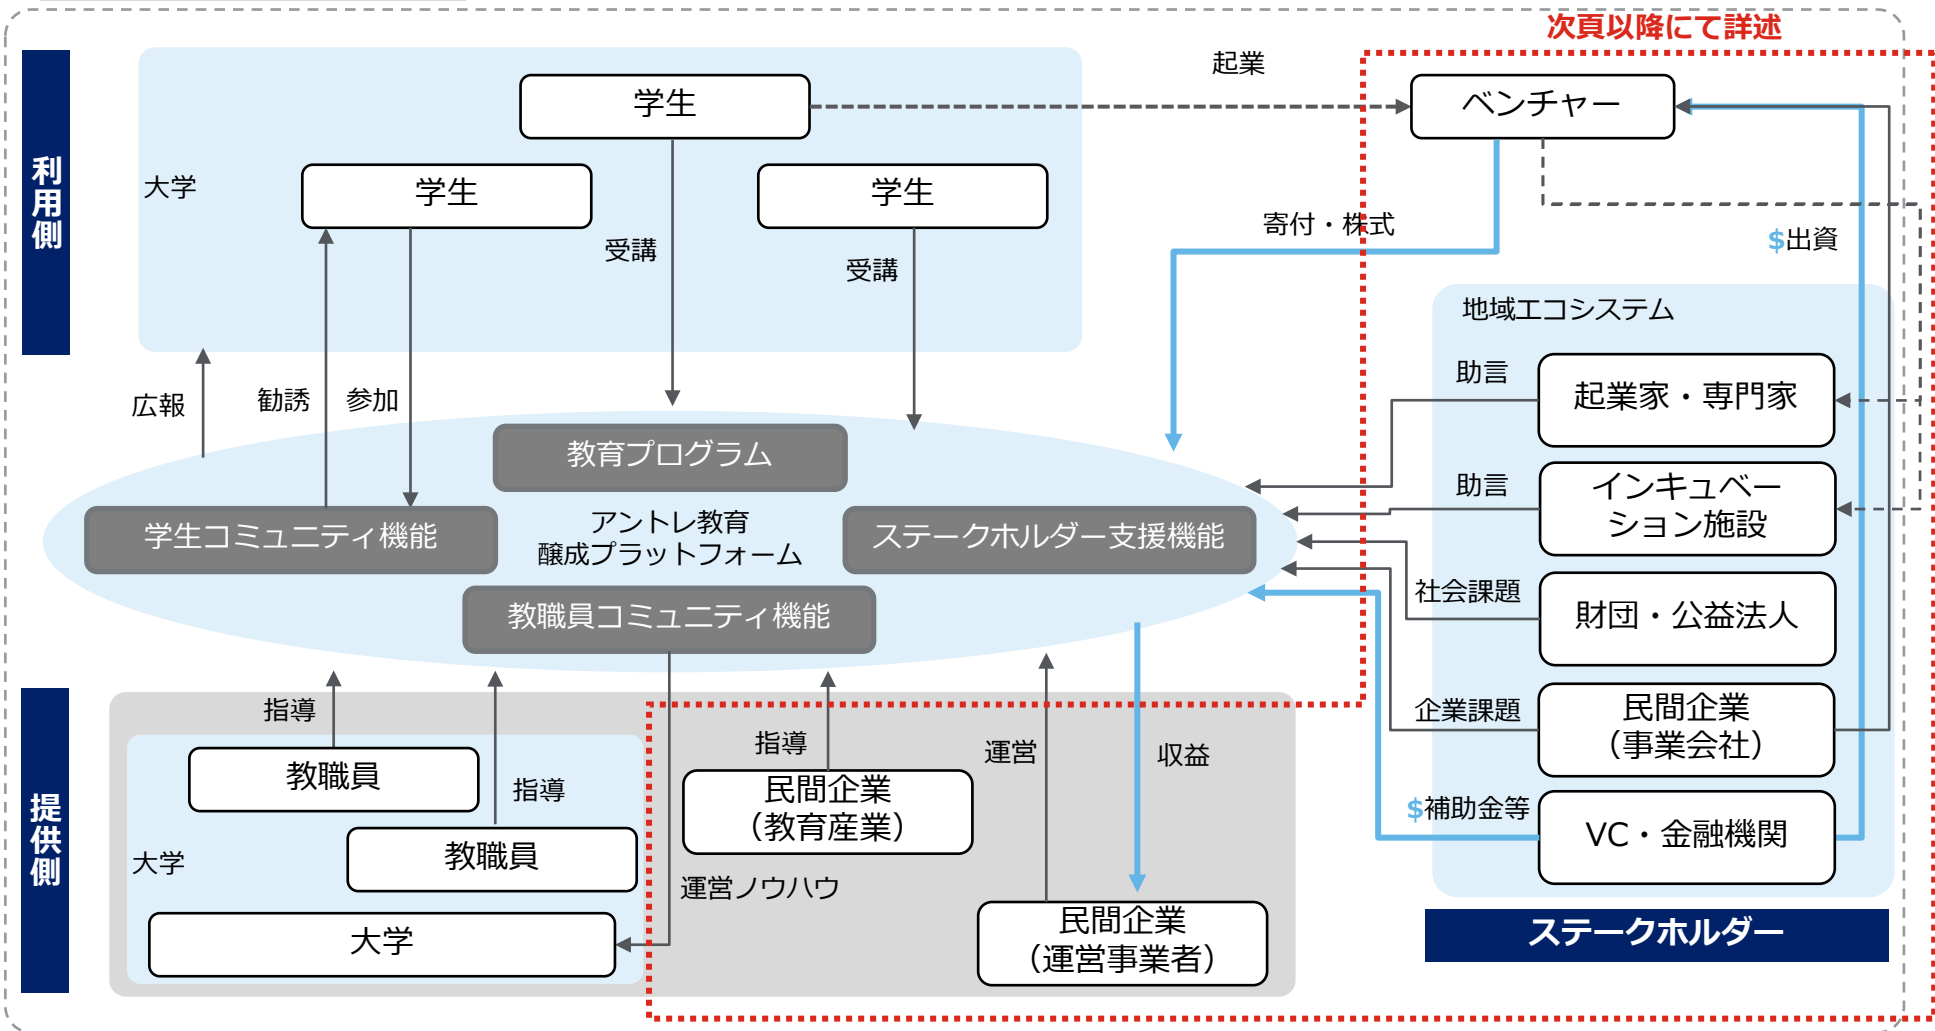 次頁以降にて詳述
利用側
大学
学生
学生
学生
起業
ベンチャー
受講
受講
寄付・株式
$出資
広報
勧誘
参加
地域エコシステム
助言
起業家・専門家
助言
インキュベー
ション施設
社会課題
財団・公益法人
企業課題
民間企業
（事業会社）
$補助金等
VC・金融機関
ステークホルダー
教育プログラム
学生コミュニティ機能
アントレ教育
醸成プラットフォーム
ステークホルダー支援機能
教職員コミュニティ機能
提供側
指導
教職員
指導
教職員
大学
大学
運営ノウハウ
指導
民間企業
（教育産業）
運営
収益
民間企業
（運営事業者）